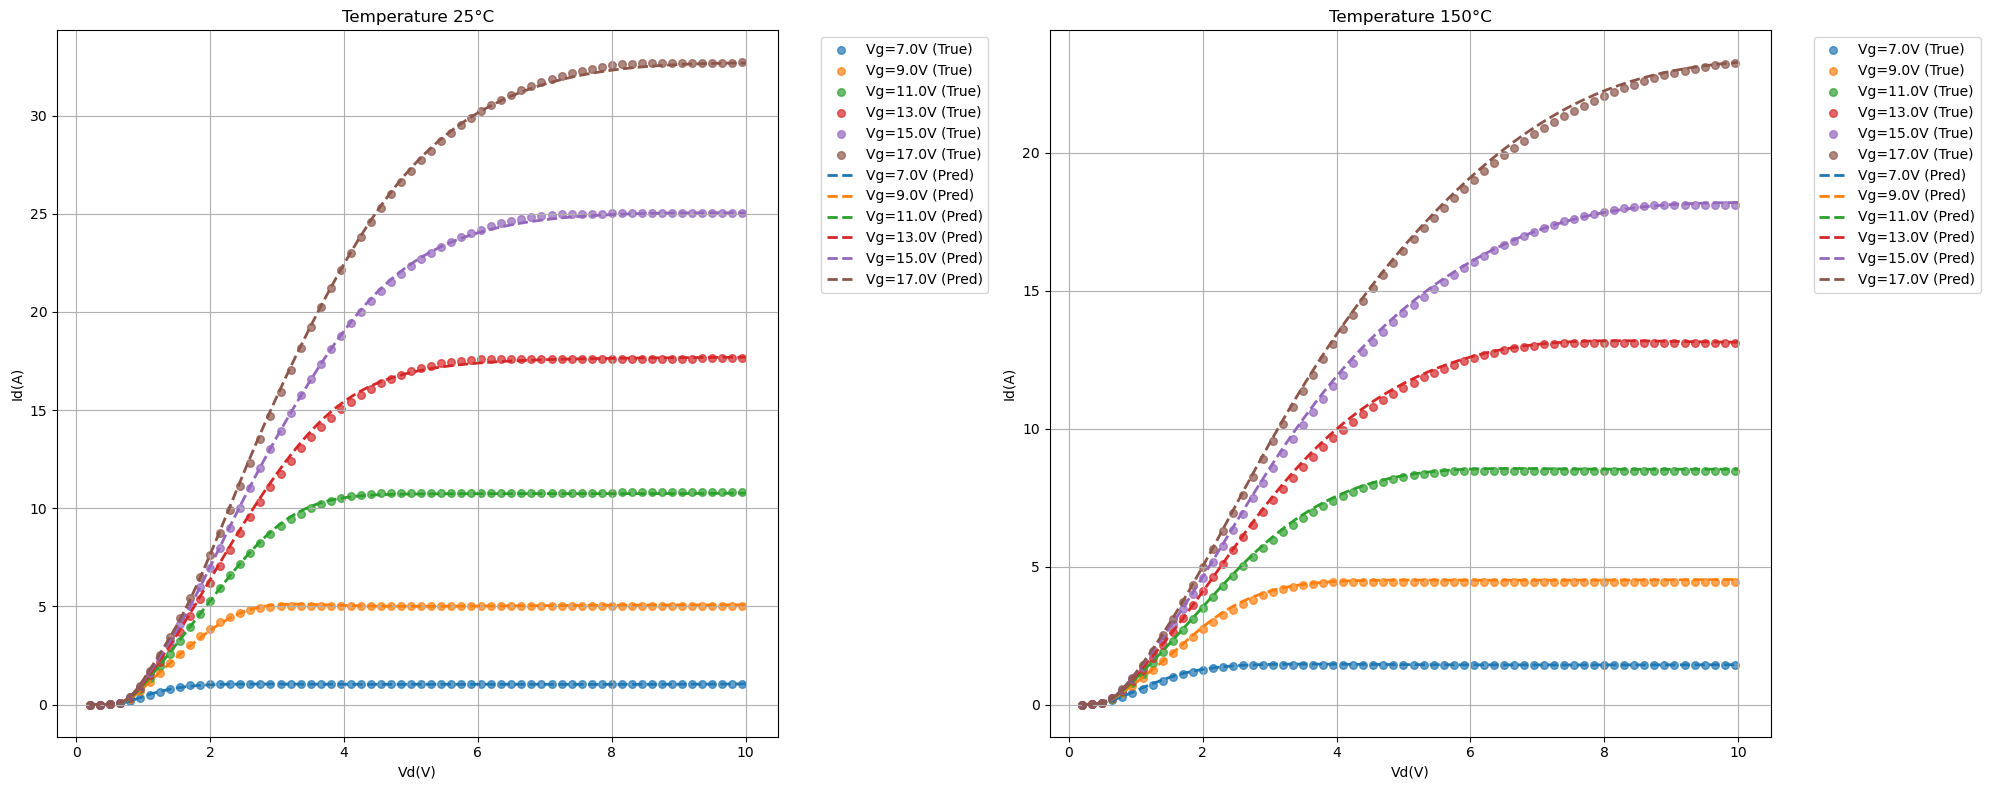 Temperature 25°C
30
25
20
15
10
5
0
Id(A)
0
2
4
6
8
10
Vd(V)
Vg=7.0V (True)
Vg=9.0V (True)
Vg=11.0V (True)
Vg=13.0V (True)
Vg=15.0V (True)
Vg=17.0V (True)
Vg=7.0V (Pred)
Vg=9.0V (Pred)
Vg=11.0V (Pred)
Vg=13.0V (Pred)
Vg=15.0V (Pred)
Vg=17.0V (Pred)
Temperature 150°C
20
15
10
5
0
Id(A)
0
2
4
6
8
10
Vd(V)
Vg=7.0V (True)
Vg=9.0V (True)
Vg=11.0V (True)
Vg=13.0V (True)
Vg=15.0V (True)
Vg=17.0V (True)
Vg=7.0V (Pred)
Vg=9.0V (Pred)
Vg=11.0V (Pred)
Vg=13.0V (Pred)
Vg=15.0V (Pred)
Vg=17.0V (Pred)